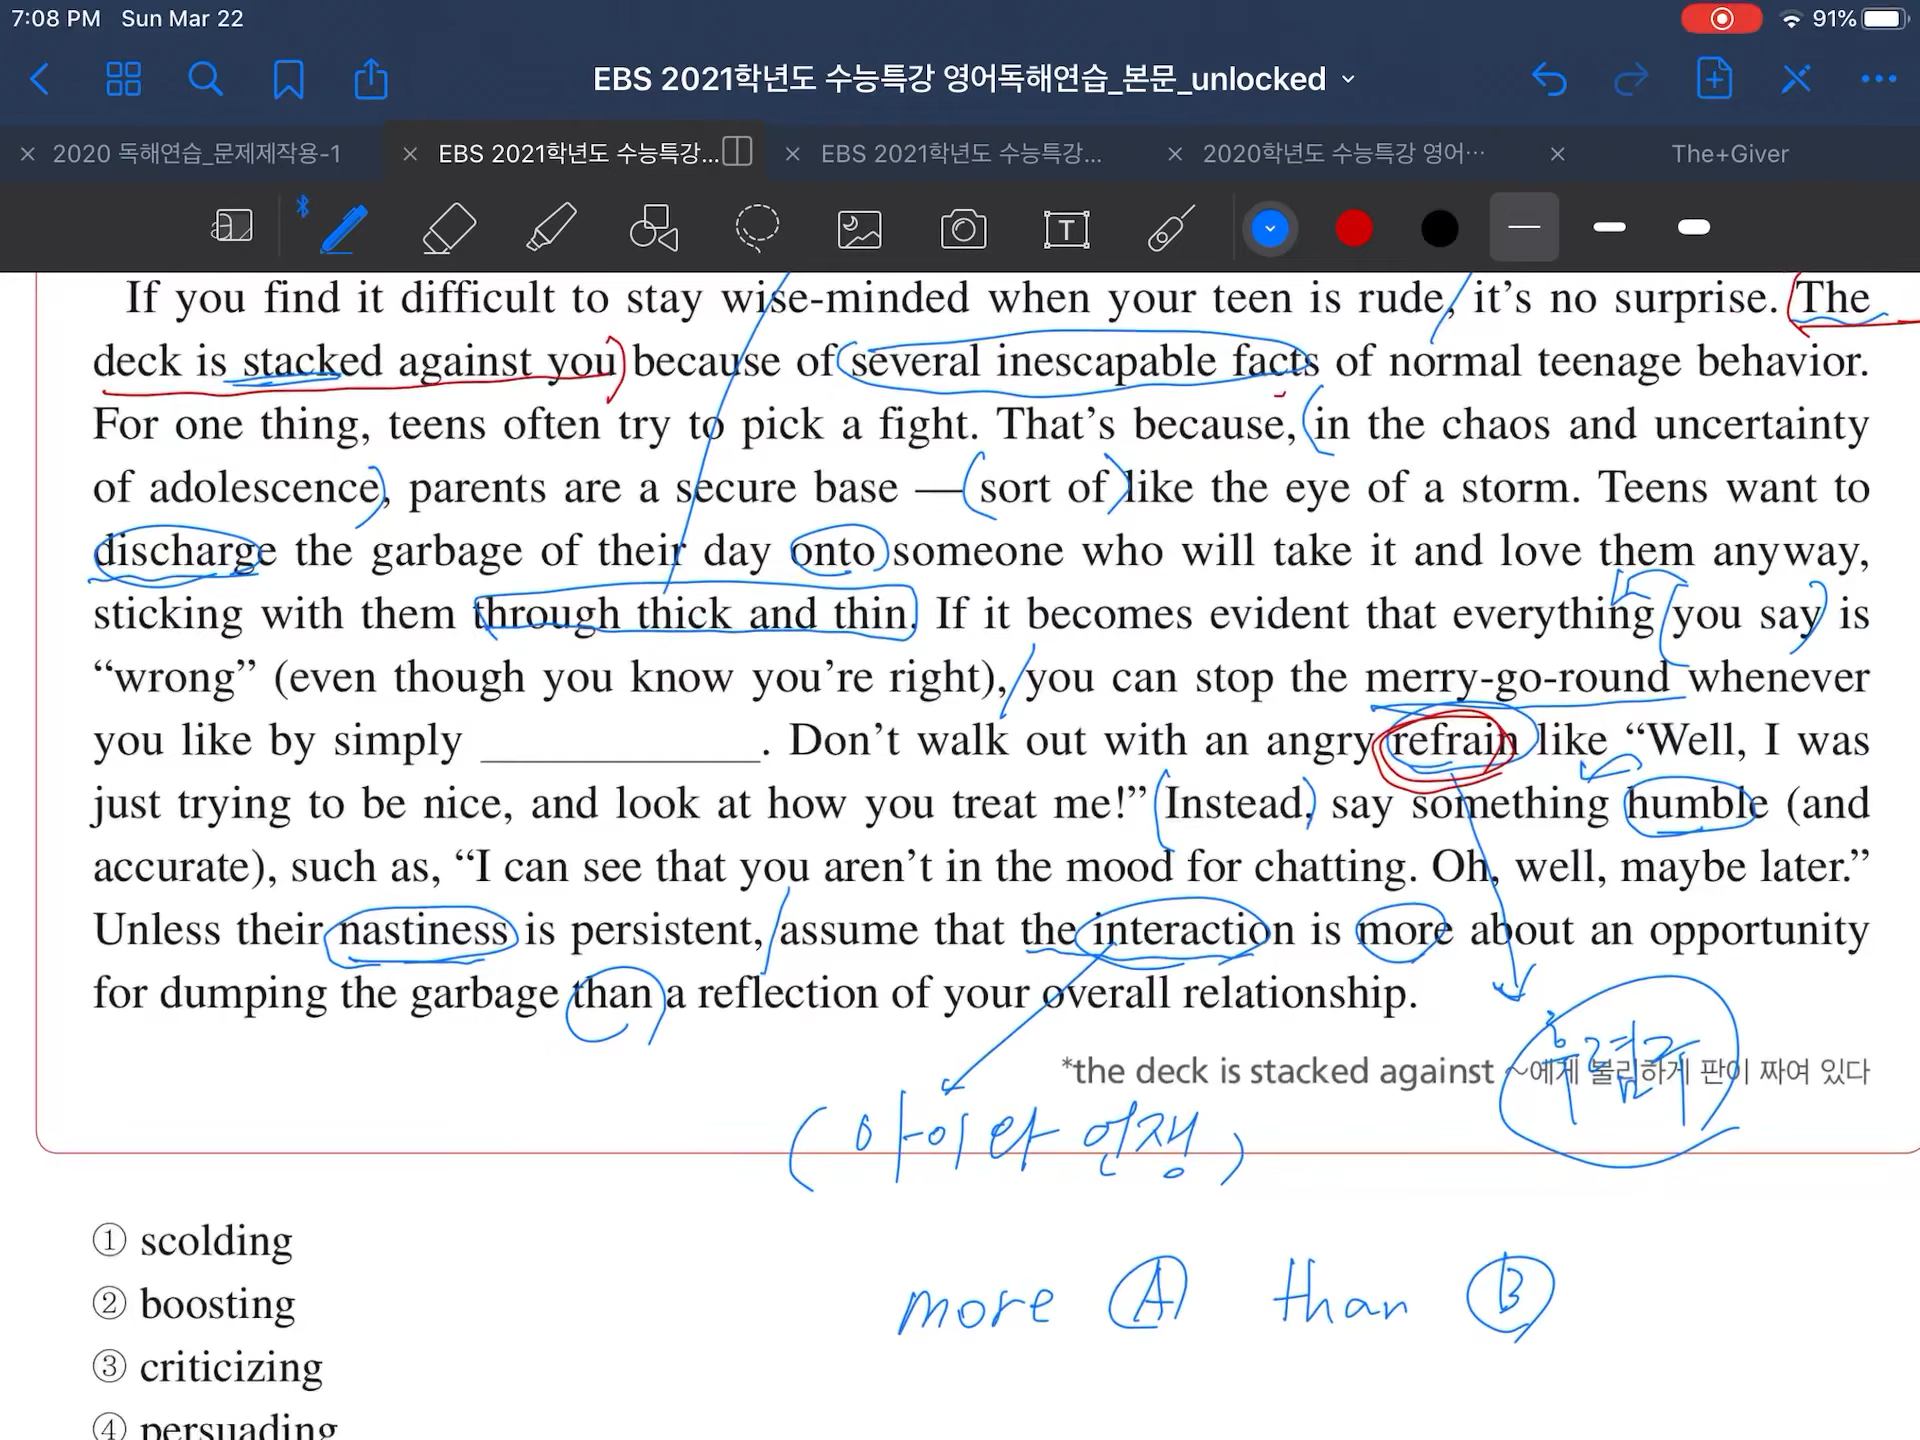 7:08 PM Sun Mar 22
91%
EBS 2021학년도 수능특강 영어독해연습_본문_unlocked
2020 독해연습_문제제작용-1
EBS 2021학년도 수능특강...
EBS 2021학년도 수능특강...
2020학년도 수능특강 영어...
The+Giver
If you find it difficult to stay wise-minded when your teen is rude, it's no surprise. The
deck is stacked against you because of several inescapable facts of normal teenage behavior.
For one thing, teens often try to pick a fight. That's because, in the chaos and uncertainty
of adolescence, parents are a secure base — sort of like the eye of a storm. Teens want to
discharge the garbage of their day onto someone who will take it and love them anyway,
sticking with them through thick and thin. If it becomes evident that everything you say is
“wrong” (even though you know you're right), you can stop the merry-go-round whenever
you like by simply ______________. Don't walk out with an angry refrain like “Well, I was
just trying to be nice, and look at how you treat me!” Instead, say something humble (and
accurate), such as, “I can see that you aren't in the mood for chatting. Oh, well, maybe later.”
Unless their nastiness is persistent, assume that the interaction is more about an opportunity
for dumping the garbage than a reflection of your overall relationship.
*the deck is stacked against ~에게 불리하게 판이 짜여 있다
후렴구
(아이와 언쟁)
① scolding
② boosting
more Ⓐ than Ⓑ
③ criticizing
④ persuading